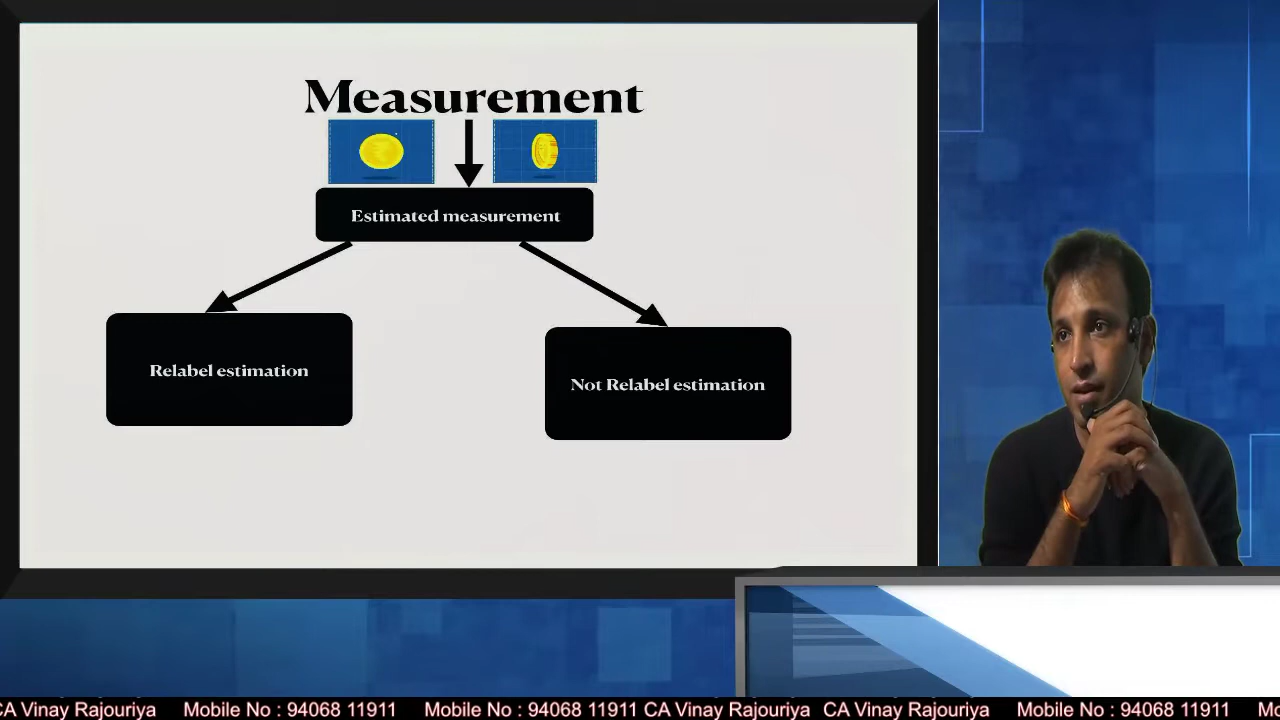 Measurement
Estimated measurement
Relabel estimation
Not Relabel estimation
CA Vinay Rajouriya Mobile No : 94068 11911 Mobile No : 94068 11911 CA Vinay Rajouriya CA Vinay Rajouriya Mobile No : 94068 11911 Mo